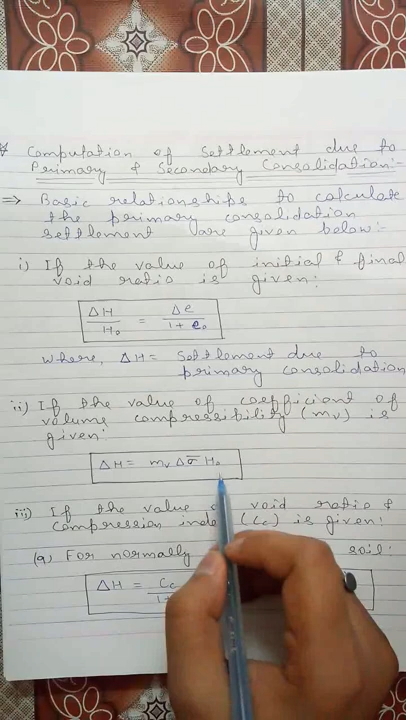 * Computation of Settlement due to
Primary & Secondary Consolidation:-
=> Basic relationships to calculate
the primary consolidation
settlement are given below:-
i) If the value of initial & final
void ratio is given:
ΔH/H₀ = Δe/1+e₀
where, ΔH = Settlement due to
primary consolidation
ii) If the value of coefficient of
volume compressibility (mv) is
given:
ΔH = mv Δσ̅ H₀
iii) If the value void ratio &
compression inde (Cc) is given:
(a) For normally soil:
ΔH = Cc